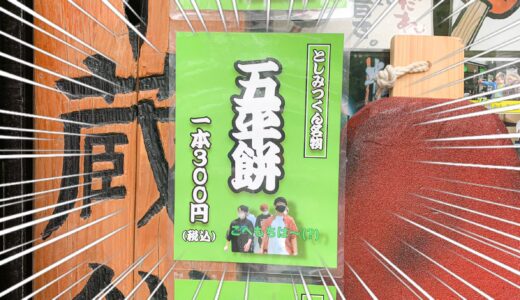 としみつくん名物
五平餅
一本300円
(税込)
蔵